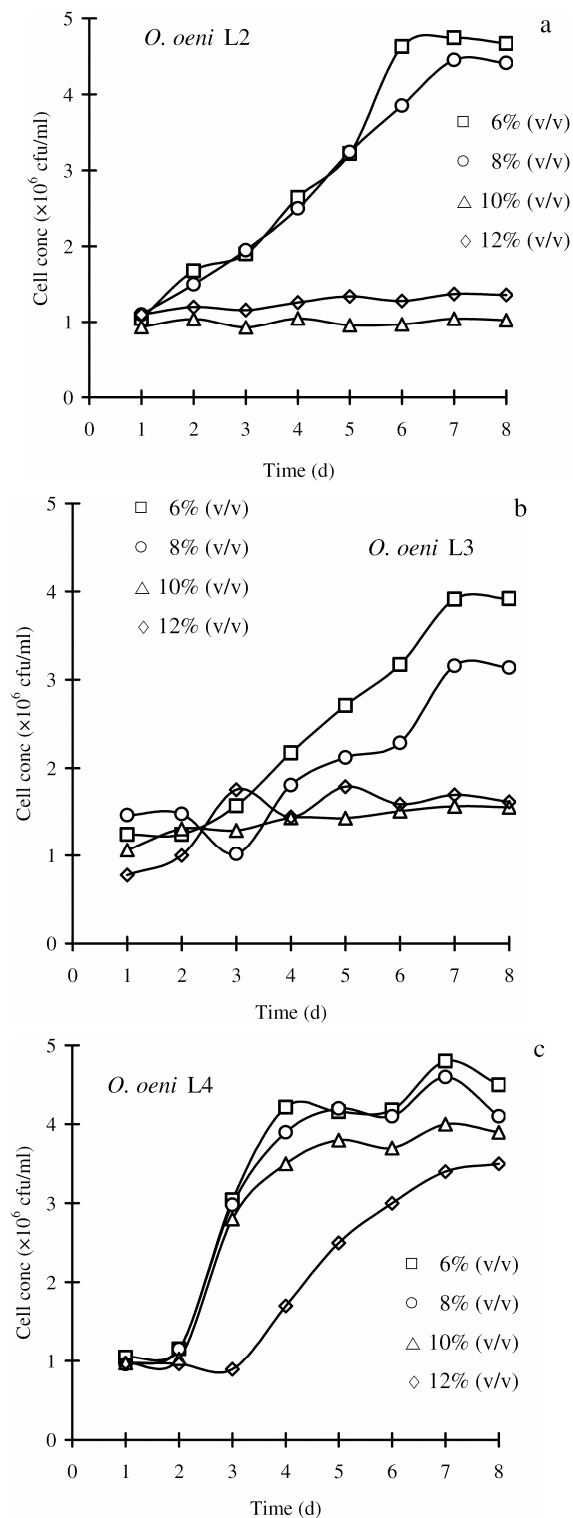 a
O. oeni L2
5
4
3
2
1
0
Cell conc (×10⁶ cfu/ml)
6% (v/v)
8% (v/v)
10% (v/v)
12% (v/v)
0 1 2 3 4 5 6 7 8
Time (d)
b
6% (v/v)
8% (v/v)
10% (v/v)
12% (v/v)
O. oeni L3
5
4
3
2
1
0
Cell conc (×10⁶ cfu/ml)
0 1 2 3 4 5 6 7 8
Time (d)
c
O. oeni L4
5
4
3
2
1
0
Cell conc (×10⁶ cfu/ml)
6% (v/v)
8% (v/v)
10% (v/v)
12% (v/v)
0 1 2 3 4 5 6 7 8
Time (d)